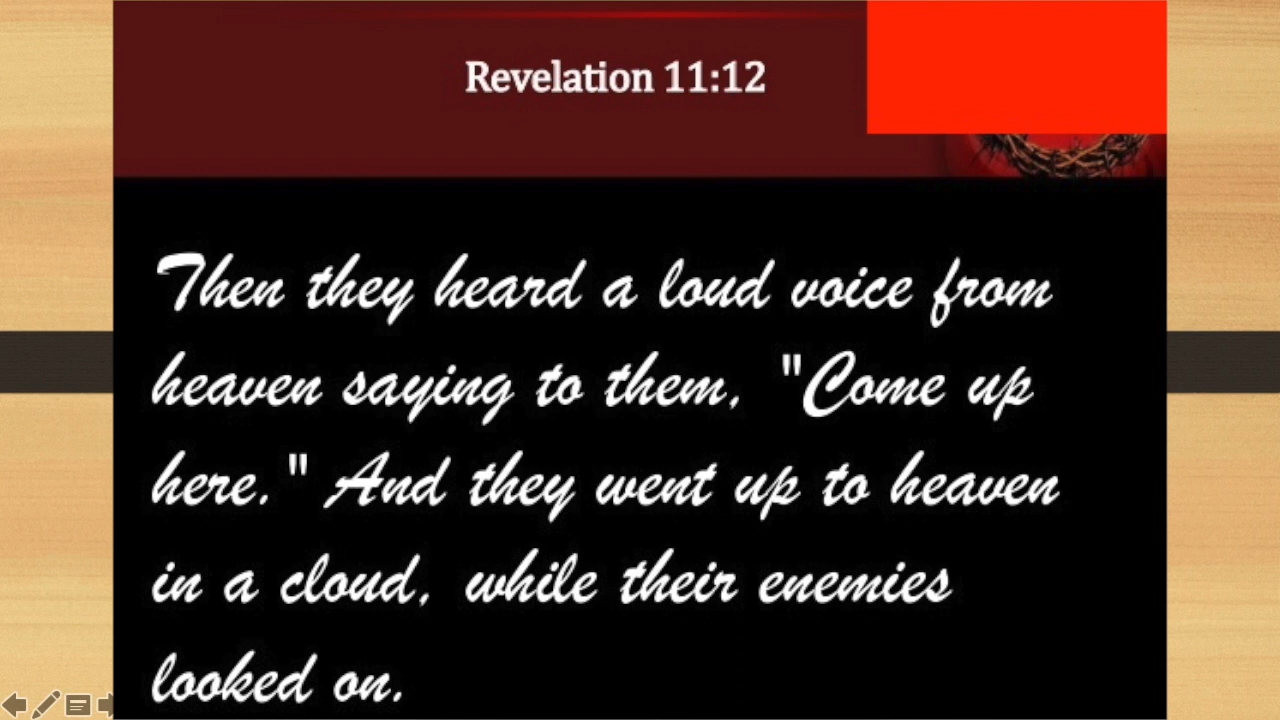 Revelation 11:12
Then they heard a loud voice from
heaven saying to them, "Come up
here." And they went up to heaven
in a cloud, while their enemies
looked on.